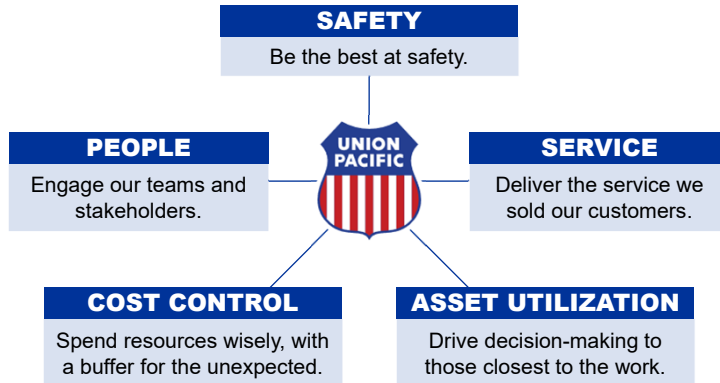 SAFETY
Be the best at safety.
UNION
PACIFIC
PEOPLE
Engage our teams and
stakeholders.
SERVICE
Deliver the service we
sold our customers.
COST CONTROL
Spend resources wisely, with
a buffer for the unexpected.
ASSET UTILIZATION
Drive decision-making to
those closest to the work.